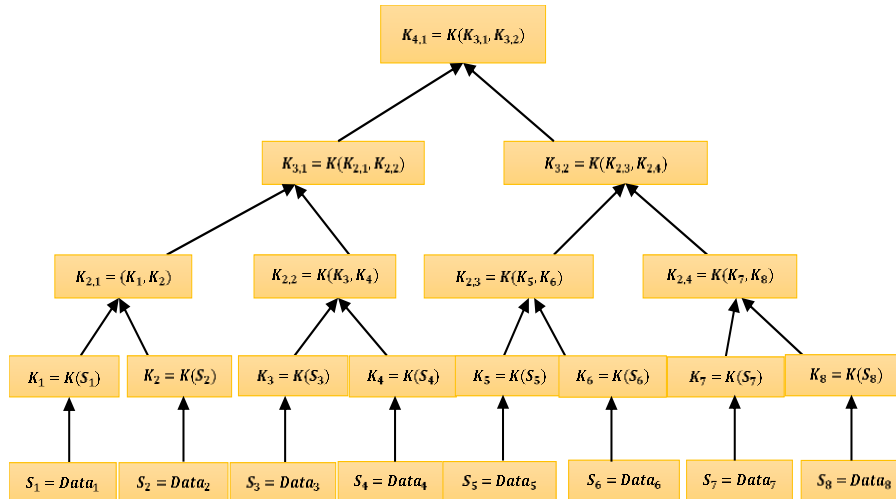 K₄,₁ = K(K₃,₁, K₃,₂)
K₃,₁ = K(K₂,₁, K₂,₂)
K₃,₂ = K(K₂,₃, K₂,₄)
K₂,₁ = (K₁, K₂)
K₂,₂ = K(K₃, K₄)
K₂,₃ = K(K₅, K₆)
K₂,₄ = K(K₇, K₈)
K₁ = K(S₁)
K₂ = K(S₂)
K₃ = K(S₃)
K₄ = K(S₄)
K₅ = K(S₅)
K₆ = K(S₆)
K₇ = K(S₇)
K₈ = K(S₈)
S₁ = Data₁
S₂ = Data₂
S₃ = Data₃
S₄ = Data₄
S₅ = Data₅
S₆ = Data₆
S₇ = Data₇
S₈ = Data₈